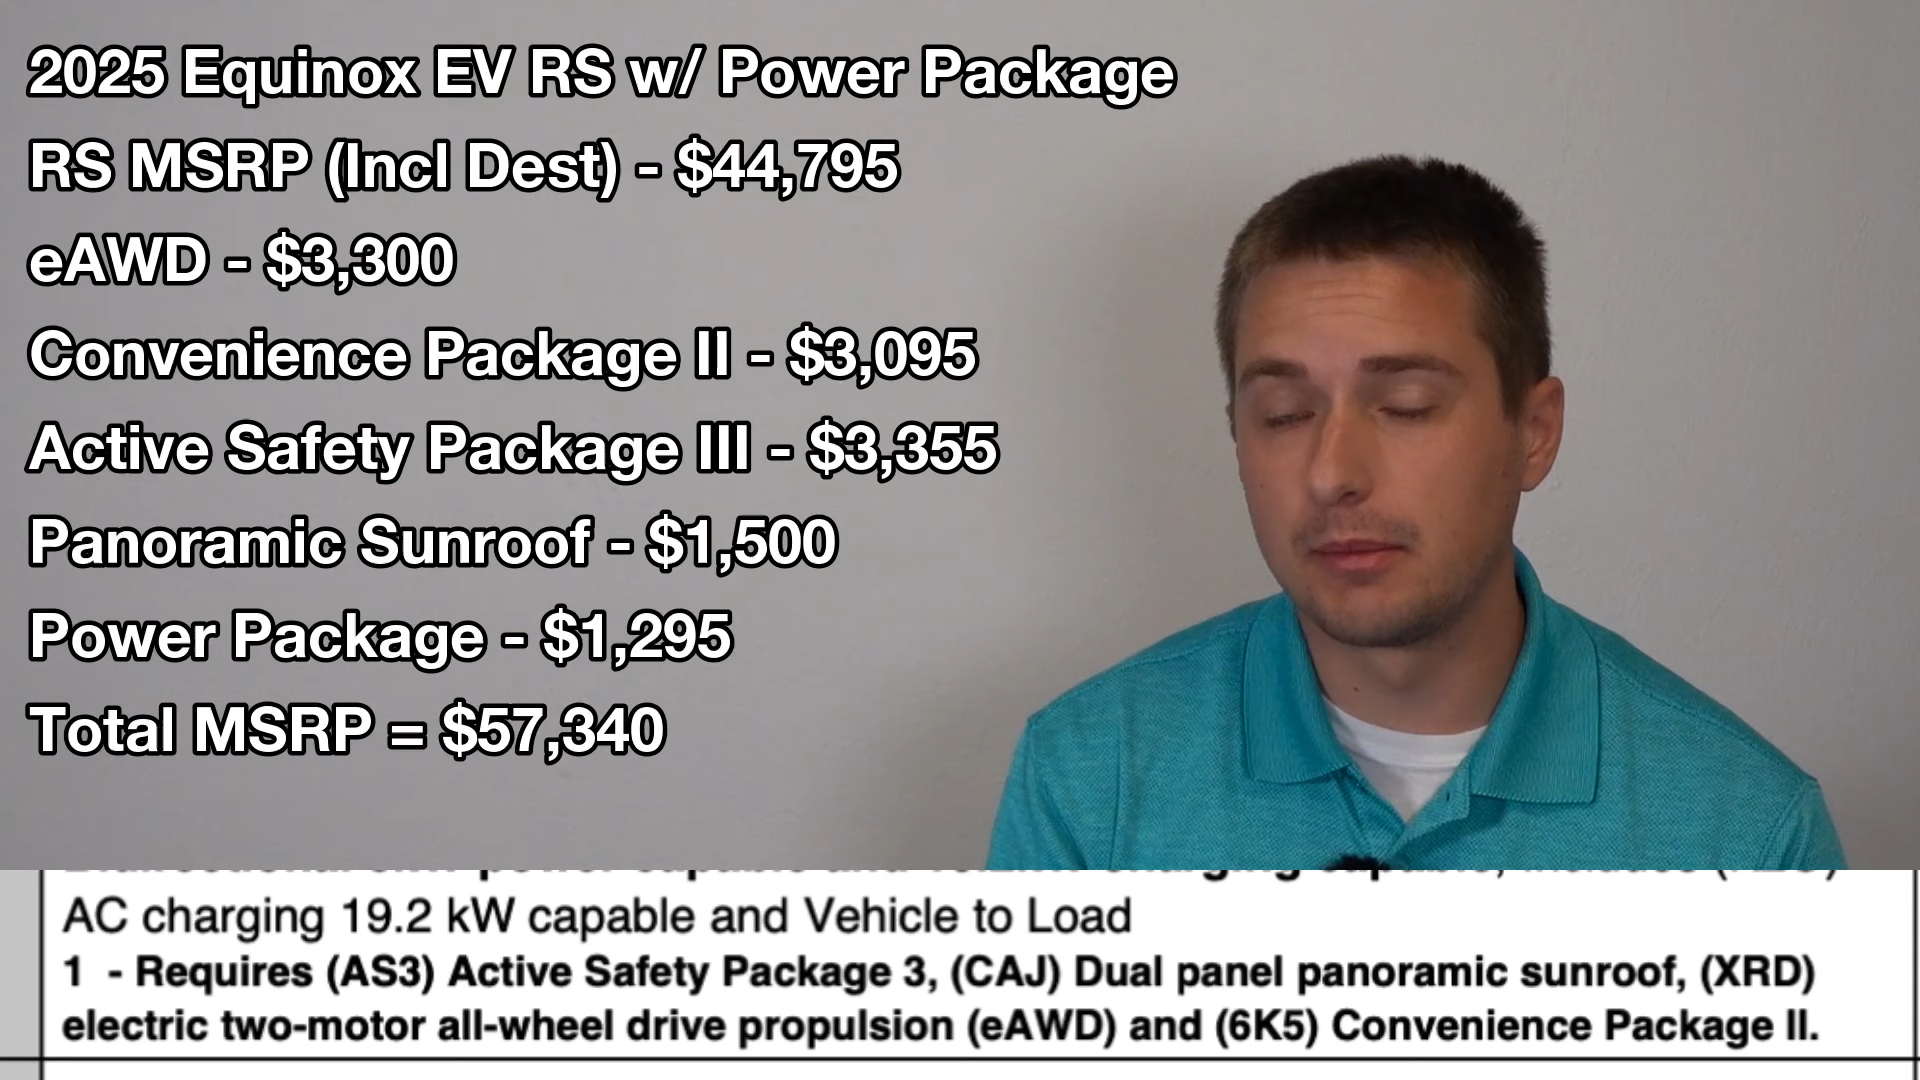 2025 Equinox EV RS w/ Power Package
RS MSRP (Incl Dest) - $44,795
eAWD - $3,300
Convenience Package II - $3,095
Active Safety Package III - $3,355
Panoramic Sunroof - $1,500
Power Package - $1,295
Total MSRP = $57,340
AC charging 19.2 kW capable and Vehicle to Load
1 - Requires (AS3) Active Safety Package 3, (CAJ) Dual panel panoramic sunroof, (XRD)
electric two-motor all-wheel drive propulsion (eAWD) and (6K5) Convenience Package II.